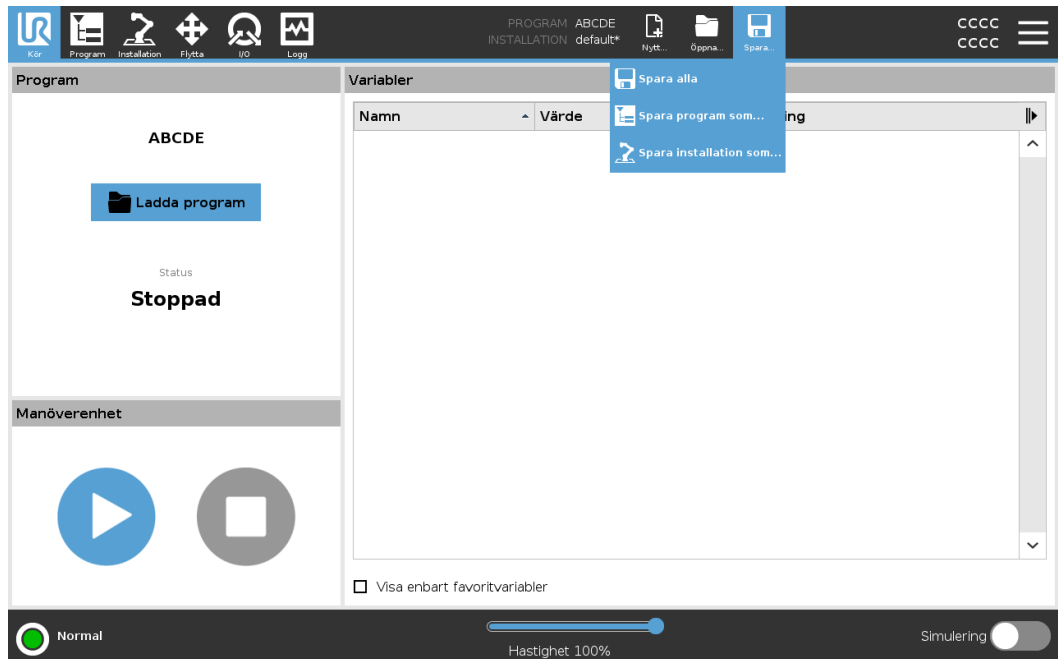 UR
PROGRAM ABCDE
INSTALLATION default*
CCCC
CCCC
Kör Program Installation Flytta I/O Logg Nytt... Öppna... Spara...
Program
Variabler
Spara alla
Spara program som...
Spara installation som...
Namn Värde ing
ABCDE
Ladda program
Status
Stoppad
Manöverenhet
Visa enbart favoritvariabler
Normal
Hastighet 100%
Simulering